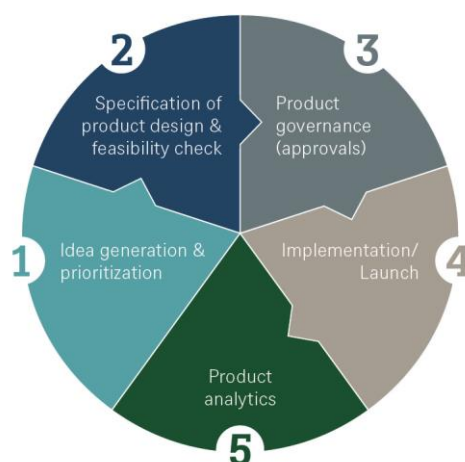 1
Idea generation &
prioritization
2
Specification of
product design &
feasibility check
3
Product
governance
(approvals)
4
Implementation/
Launch
5
Product
analytics